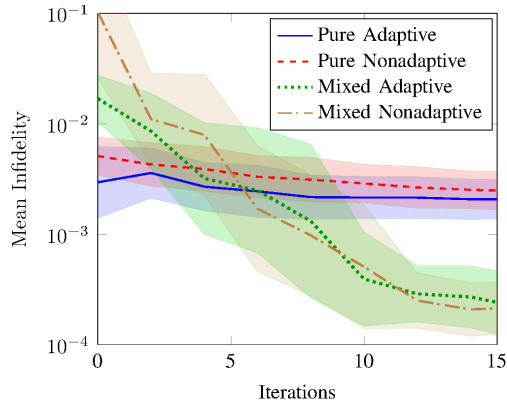 10⁻¹
10⁻²
10⁻³
10⁻⁴
Mean Infidelity
Pure Adaptive
Pure Nonadaptive
Mixed Adaptive
Mixed Nonadaptive
0 5 10 15
Iterations